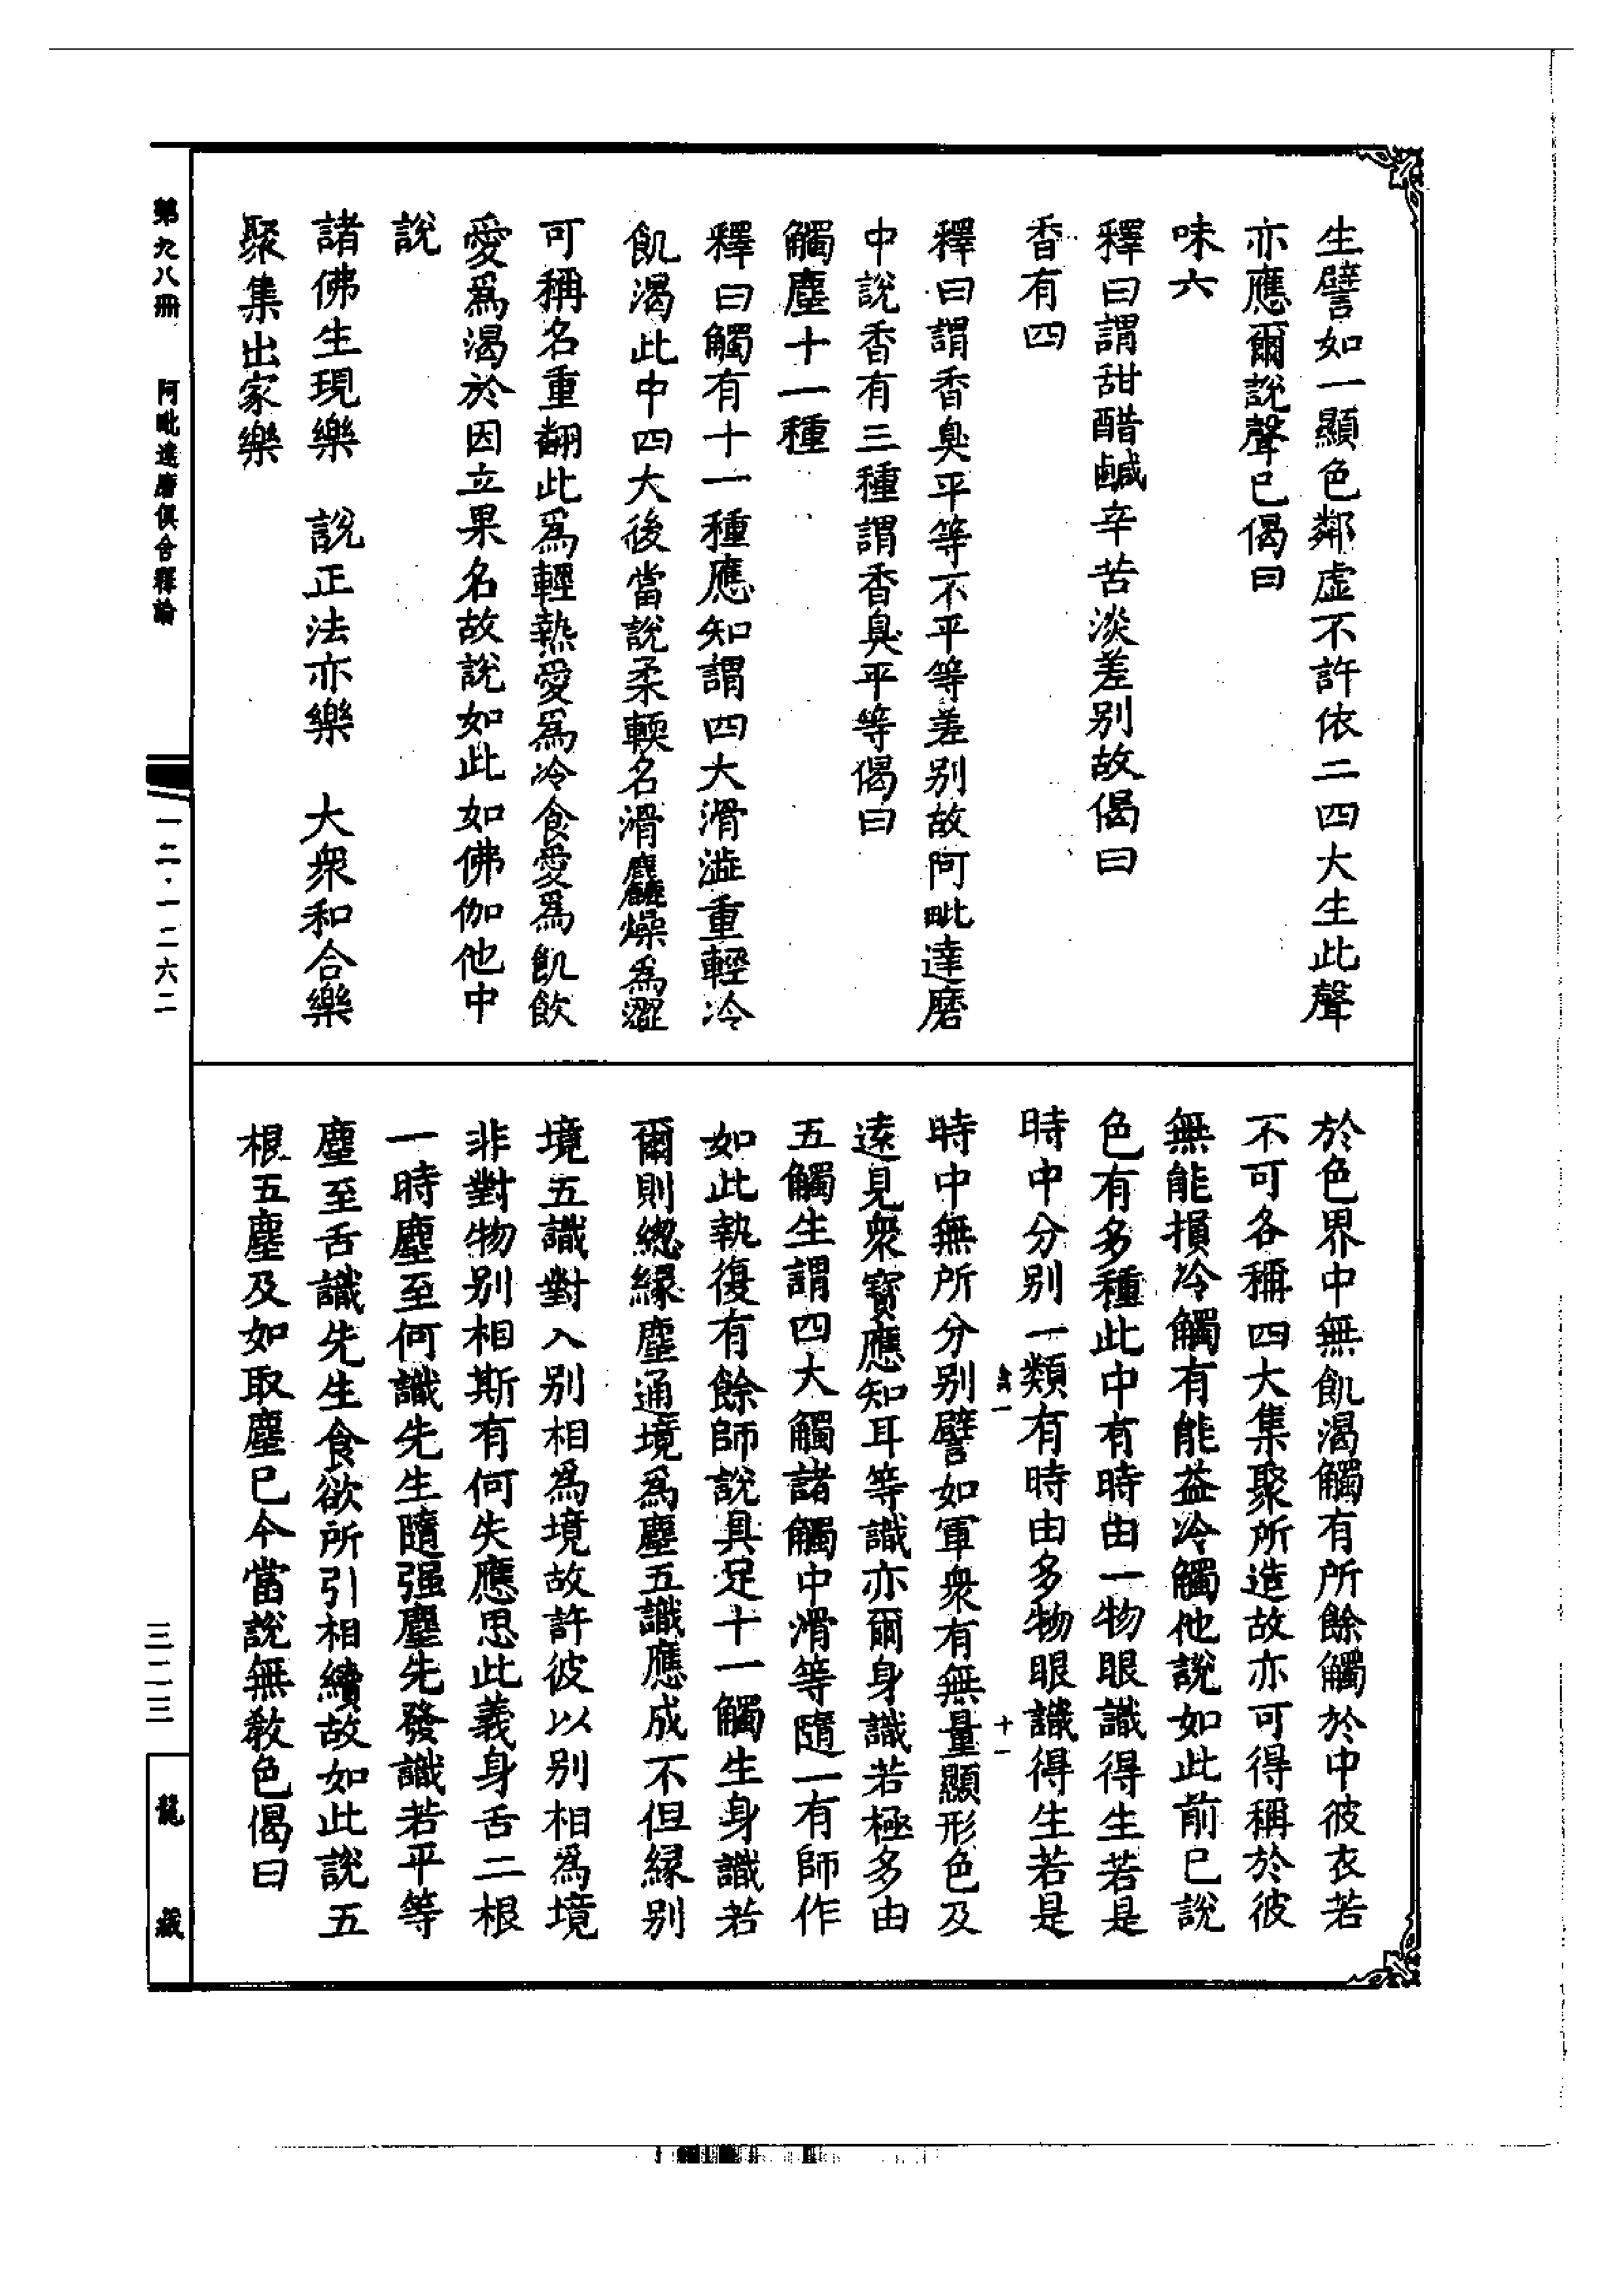 生譬如一顯色鄰虛不許依二四大生此聲
亦應爾說聲已偈曰
味六
釋曰謂甜醋鹹辛苦淡差别故偈曰
香有四
釋曰謂香臭平等不平等差别故阿毗達磨
中說香有三種謂香臭平等偈曰
觸塵十一種
釋曰觸有十一種應知謂四大滑澁重輕冷
飢渴此中四大後當說柔輭名滑麤燥為澀
可稱名重翻此爲輕熱愛爲冷食愛爲飢飲
愛爲渴於因立果名故說如此如佛伽他中
說
諸佛生現樂　說正法亦樂　大衆和合樂
聚集出家樂
於色界中無飢渴觸有所餘觸於中彼衣若
不可各稱四大集聚所造故亦可得稱於彼
無能損冷觸有能益冷觸他說如此前已說
色有多種此中有時由一物眼識得生若是
時中分别一類有時由多物眼識得生若是
時中無所分别譬如軍衆有無量顯形色及
遠見衆寶應知耳等識亦爾身識若極多由
五觸生謂四大觸諸觸中滑等隨一有師作
如此執復有餘師說具足十一觸生身識若
爾則緫緣塵通境爲塵五識應成不但緣别
境五識對入别相為境故許彼以别相為境
非對物别相斯有何失應思此義身舌二根
一時塵至何識先生隨强塵先發識若平等
塵至舌識先生食欲所引相續故如此說五
根五塵及如取塵已今當說無教色偈曰
十一
第九八冊
阿毗達磨俱舍釋論
一二·一二六二
三二三
龍藏